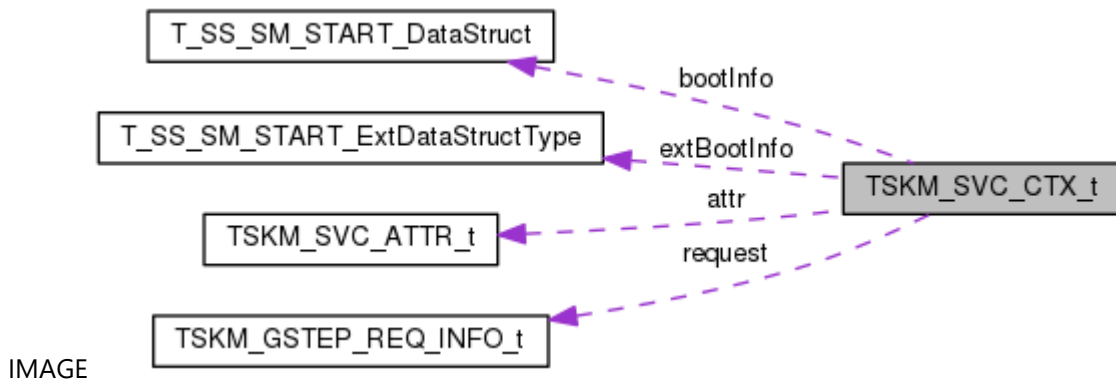 T_SS_SM_START_DataStruct
bootInfo
T_SS_SM_START_ExtDataStructType
extBootInfo
TSKM_SVC_CTX_t
attr
TSKM_SVC_ATTR_t
request
TSKM_GSTEP_REQ_INFO_t
IMAGE